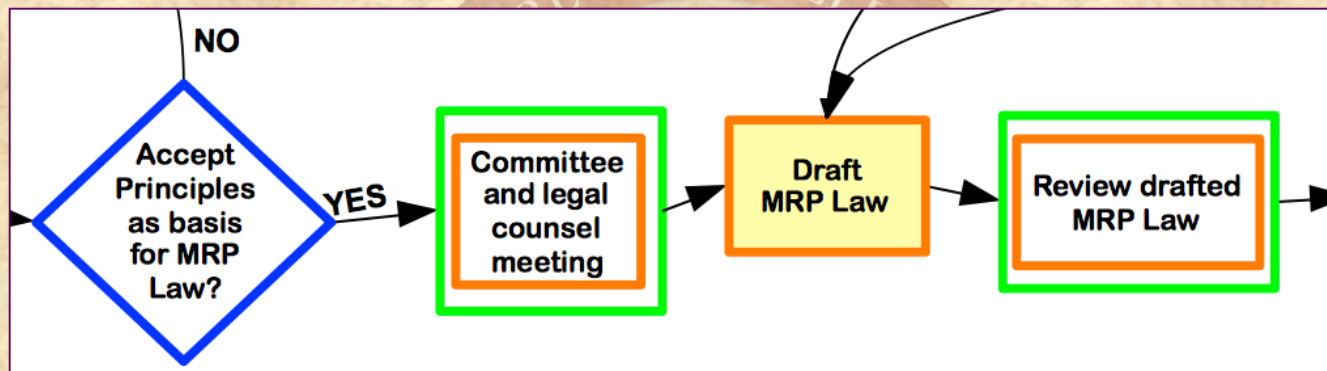 NO
Accept
Principles
as basis
for MRP
Law?
YES
Committee
and legal
counsel
meeting
Draft
MRP Law
Review drafted
MRP Law